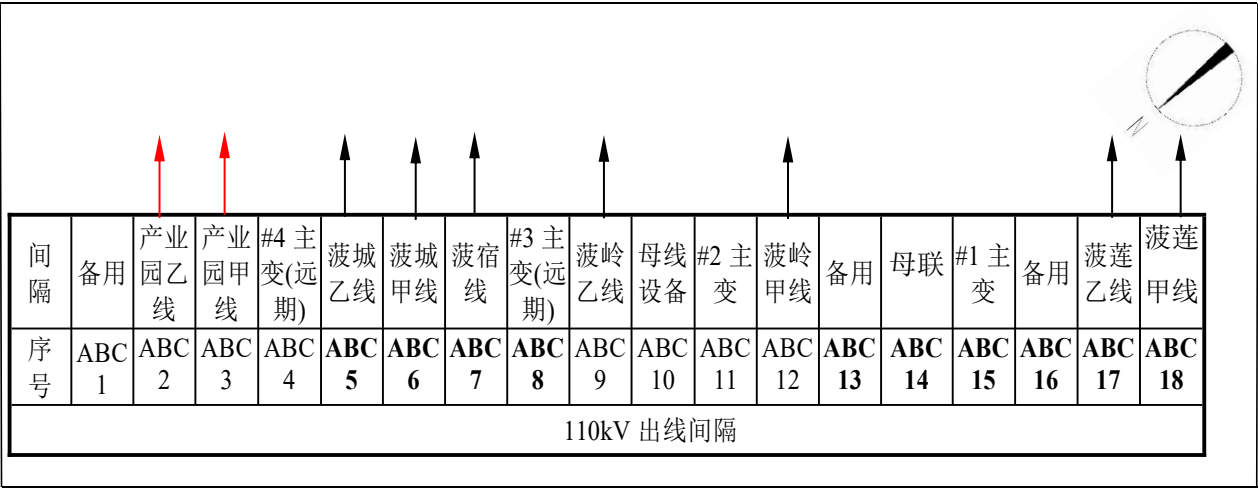 N
间隔 备用 产业园乙线 产业园甲线 #4 主变(远期) 菠城乙线 菠城甲线 菠宿线 #3 主变(远期) 菠岭乙线 母线设备 #2 主变 菠岭甲线 备用 母联 #1 主变 备用 菠莲乙线 菠莲甲线
序号 ABC 1 ABC 2 ABC 3 ABC 4 ABC 5 ABC 6 ABC 7 ABC 8 ABC 9 ABC 10 ABC 11 ABC 12 ABC 13 ABC 14 ABC 15 ABC 16 ABC 17 ABC 18
110kV 出线间隔